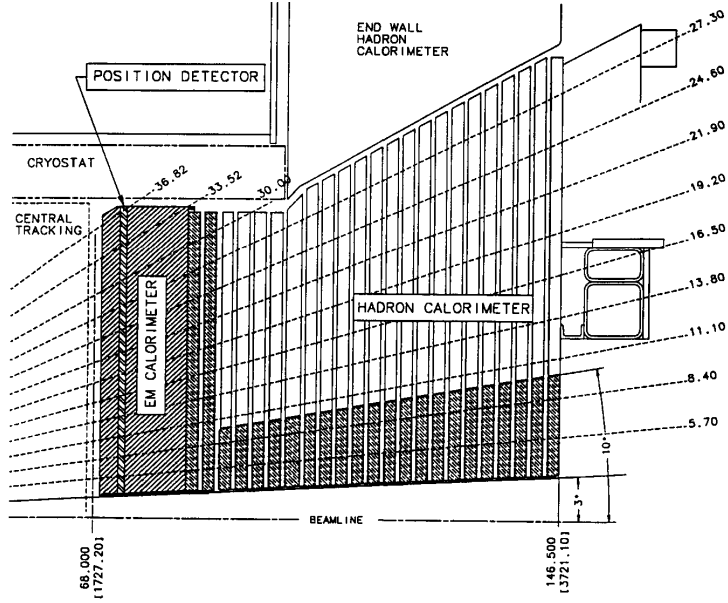 END WALL
HADRON
CALORIMETER
27.30
POSITION DETECTOR
24.60
21.90
CRYOSTAT
36.82
33.52
30.00
19.20
CENTRAL
TRACKING
16.50
EM CALORIMETER
HADRON CALORIMETER
13.80
11.10
8.40
5.70
10°
3°
BEAMLINE
68.000
[1727.20]
146.500
[3721.10]